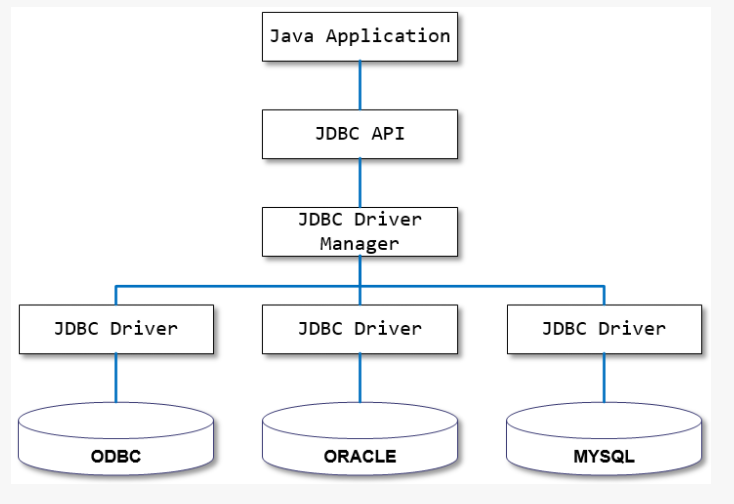 Java Application
JDBC API
JDBC Driver
Manager
JDBC Driver
JDBC Driver
JDBC Driver
ODBC
ORACLE
MYSQL